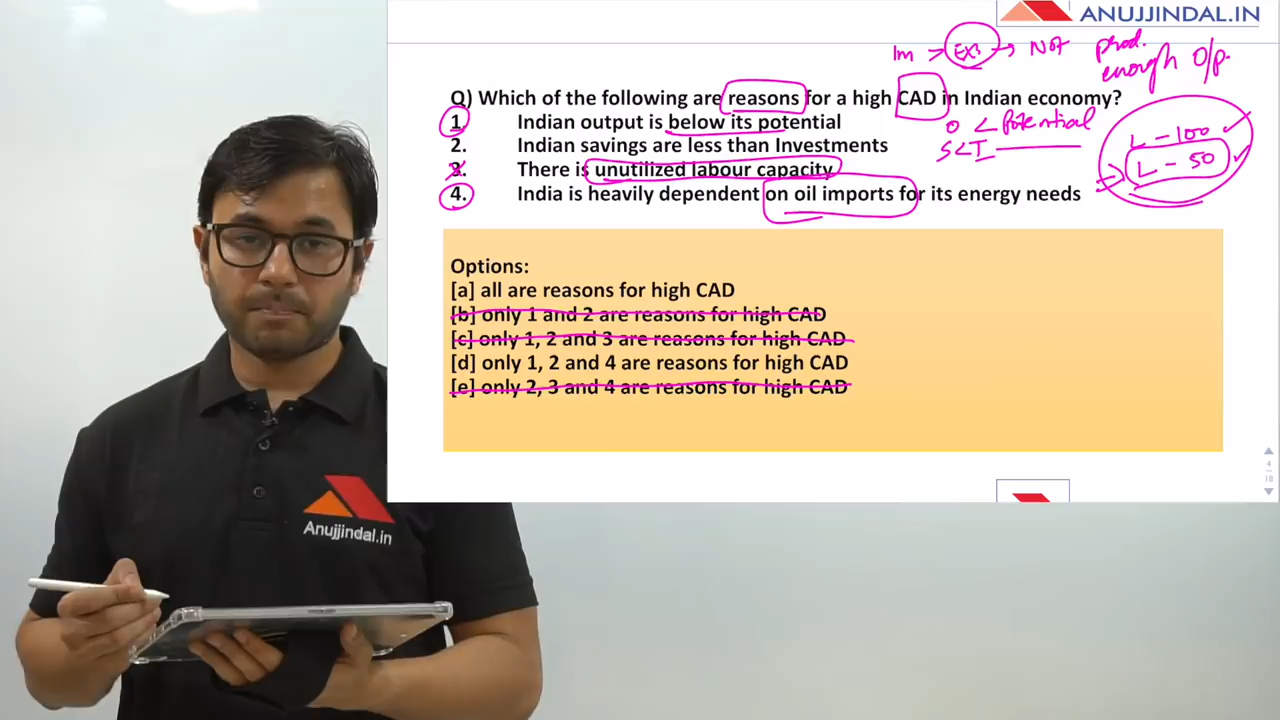 ANUJJINDAL.IN
Im > EX → Not prod. enough O/p.
Q) Which of the following are reasons for a high CAD in Indian economy?
1. Indian output is below its potential
O < Potential
L - 100 ✓
2. Indian savings are less than Investments
S<I
3. There is unutilized labour capacity
→ L - 50 ✓
4. India is heavily dependent on oil imports for its energy needs
Options:
[a] all are reasons for high CAD
[b] only 1 and 2 are reasons for high CAD
[c] only 1, 2 and 3 are reasons for high CAD
[d] only 1, 2 and 4 are reasons for high CAD
[e] only 2, 3 and 4 are reasons for high CAD
4
18
Anujjindal.in